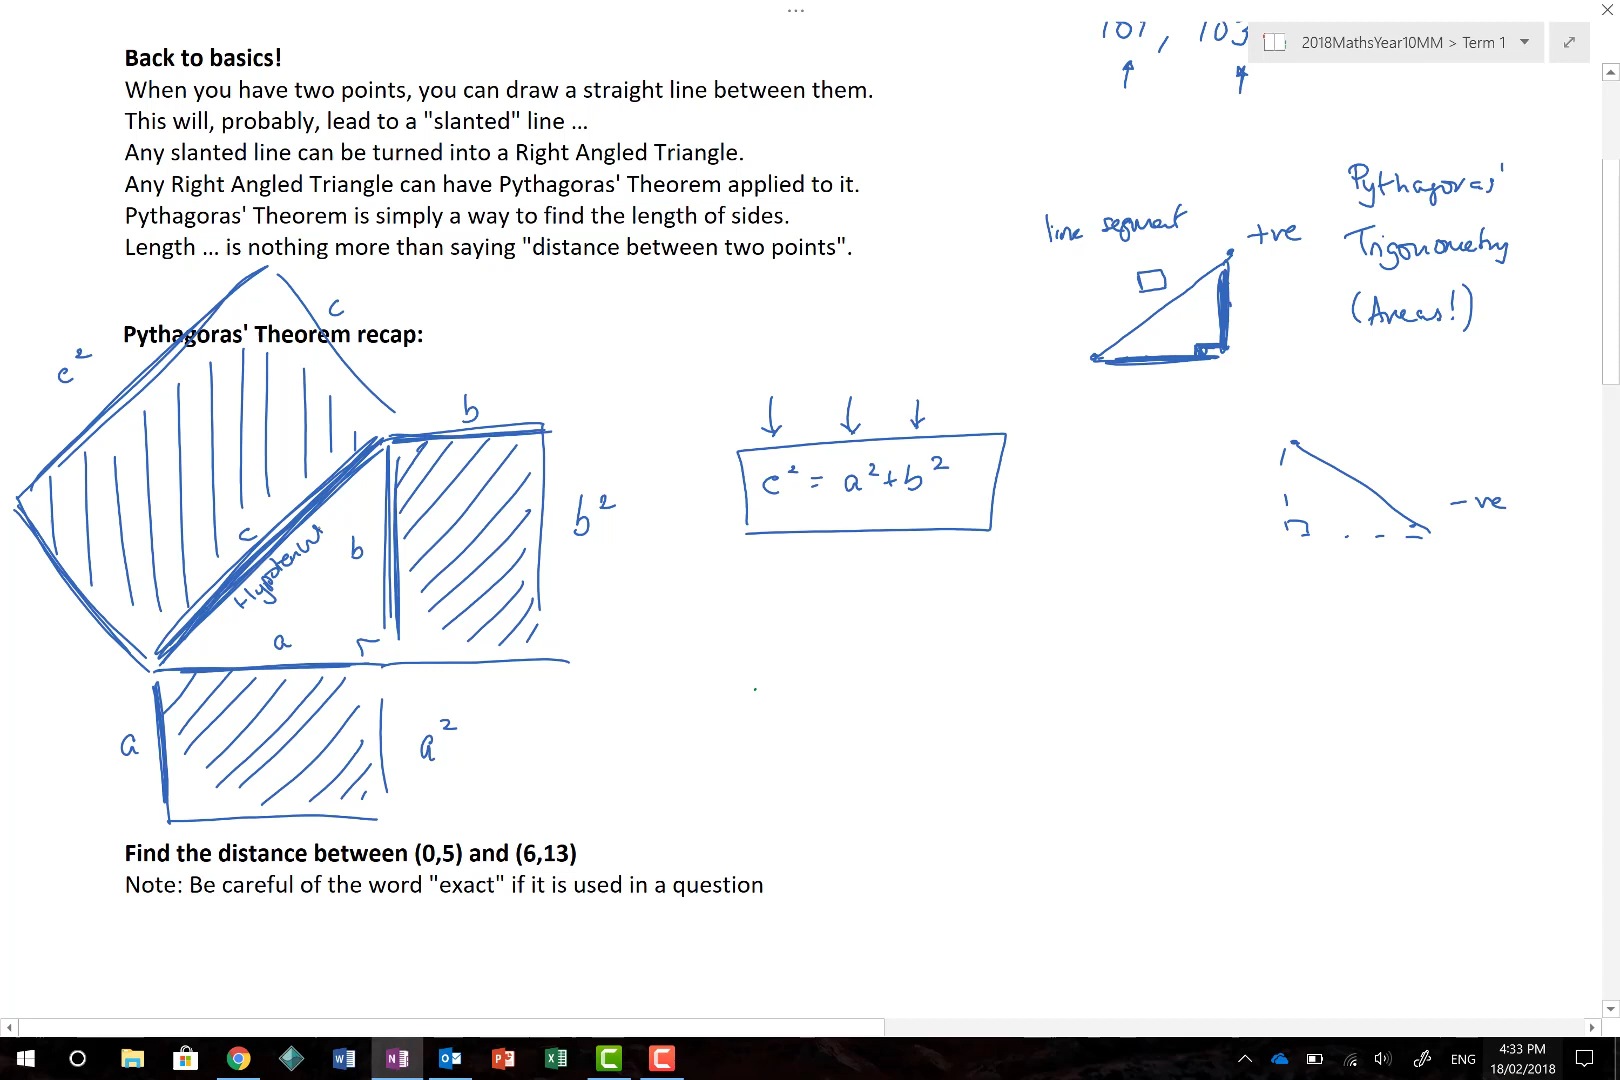 101, 103
2018MathsYear10MM > Term 1
Back to basics!
When you have two points, you can draw a straight line between them.
This will, probably, lead to a "slanted" line ...
Any slanted line can be turned into a Right Angled Triangle.
Any Right Angled Triangle can have Pythagoras' Theorem applied to it.
Pythagoras' Theorem is simply a way to find the length of sides.
Length ... is nothing more than saying "distance between two points".
Pythagoras'
Trigonometry
(Areas!)
line segment
+ve
Pythagoras' Theorem recap:
c
c²
b
c² = a² + b²
-ve
b²
c
Hypotenuse
b
a
a
a²
Find the distance between (0,5) and (6,13)
Note: Be careful of the word "exact" if it is used in a question
ENG
4:33 PM
18/02/2018